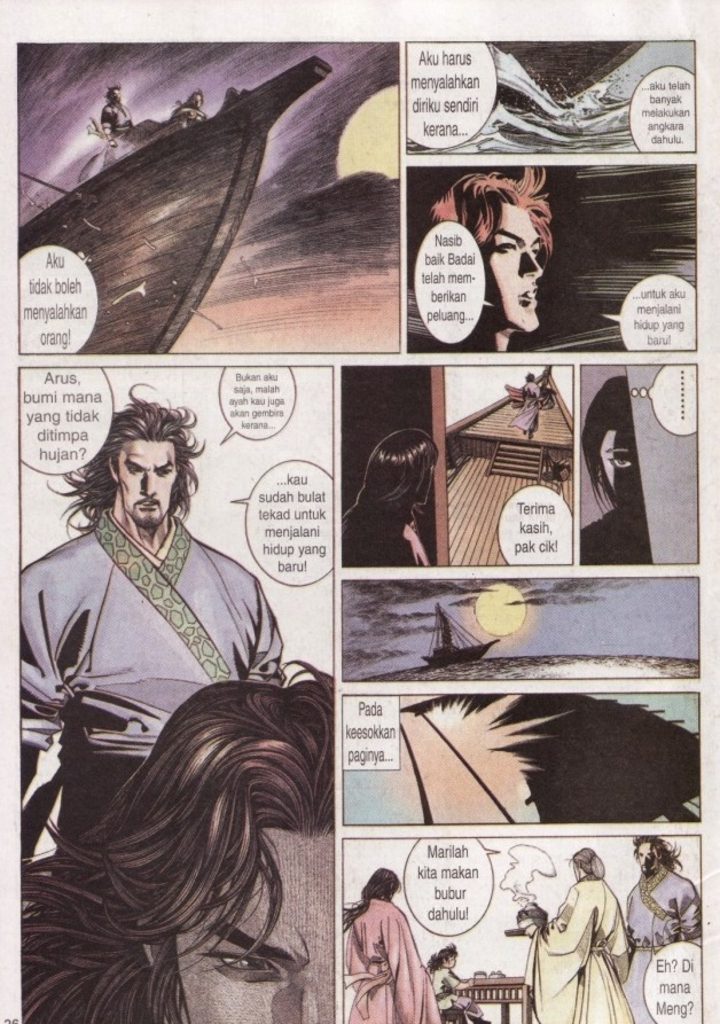 Aku
tidak boleh
menyalahkan
orang!
Aku harus
menyalahkan
diriku sendiri
kerana...
...aku telah
banyak
melakukan
angkara
dahulu.
Nasib
baik Badai
telah mem-
berikan
peluang...
...untuk aku
menjalani
hidup yang
baru!
Arus,
bumi mana
yang tidak
ditimpa
hujan?
Bukan aku
saja, malah
ayah kau juga
akan gembira
kerana...
...kau
sudah bulat
tekad untuk
menjalani
hidup yang
baru!
Terima
kasih,
pak cik!
........
Pada
keesokkan
paginya...
Marilah
kita makan
bubur
dahulu!
Eh? Di
mana
Meng?